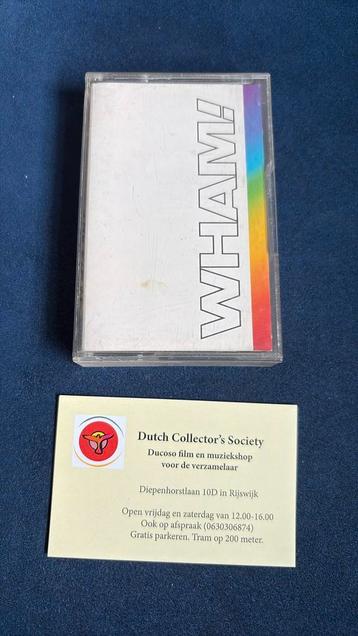 WHAM!
Dutch Collector's Society
Ducoso film en muziekshop
voor de verzamelaar
Diepenhorstlaan 10D in Rijswijk
Open vrijdag en zaterdag van 12.00-16.00
Ook op afspraak (0630306874)
Gratis parkeren. Tram op 200 meter.